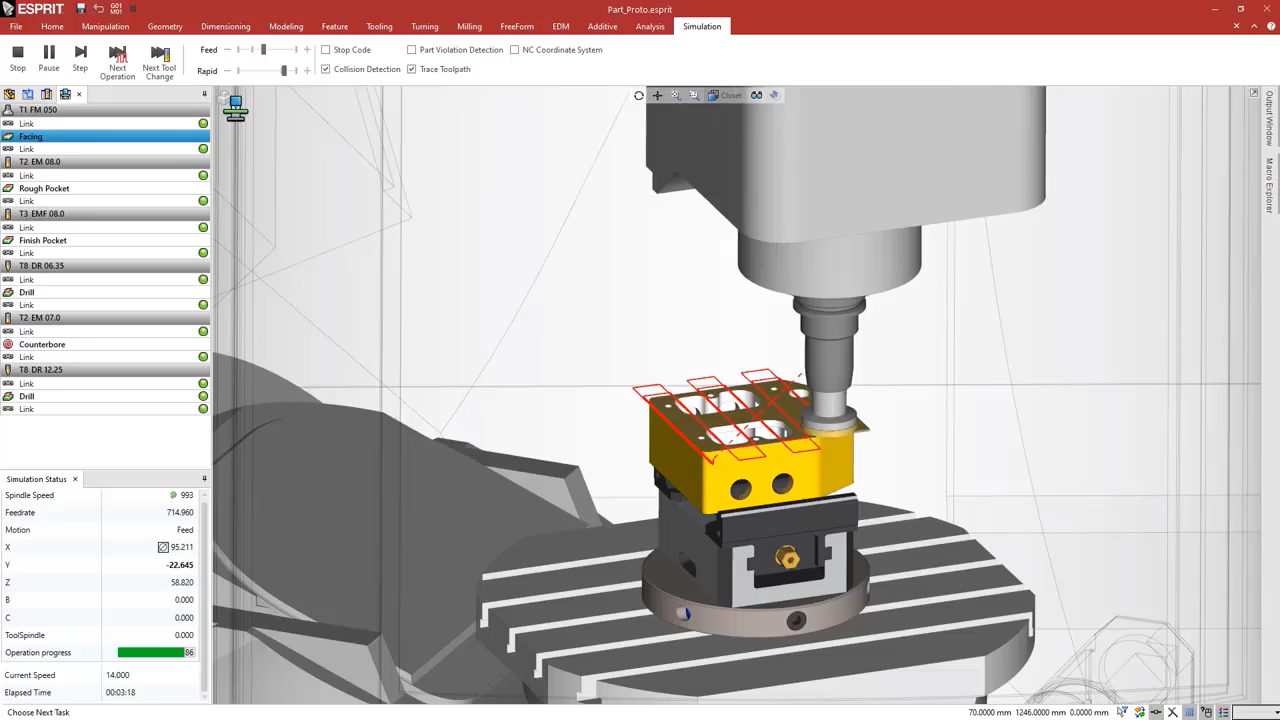 ESPRIT
G01
M01
Part_Proto.esprit
File Home Manipulation Geometry Dimensioning Modeling Feature Tooling Turning Milling FreeForm EDM Additive Analysis Simulation
Stop
Pause
Step
Next Operation
Next Tool Change
Feed
Rapid
Stop Code
Part Violation Detection
NC Coordinate System
Collision Detection
Trace Toolpath
Closer
T1 FM 050
Link
Facing
Link
T2 EM 08.0
Link
Rough Pocket
Link
T3 EMF 08.0
Link
Finish Pocket
Link
T8 DR 06.35
Link
Drill
Link
T2 EM 07.0
Link
Counterbore
Link
T8 DR 12.25
Link
Drill
Link
Simulation Status
Spindle Speed 993
Feedrate 714.960
Motion Feed
X 95.211
Y -22.645
Z 58.820
B 0.000
C 0.000
ToolSpindle 0.000
Operation progress 86
Current Speed 14.000
Elapsed Time 00:03:18
Output Window
Macro Explorer
Choose Next Task
70.0000 mm 1246.0000 mm 0.0000 mm